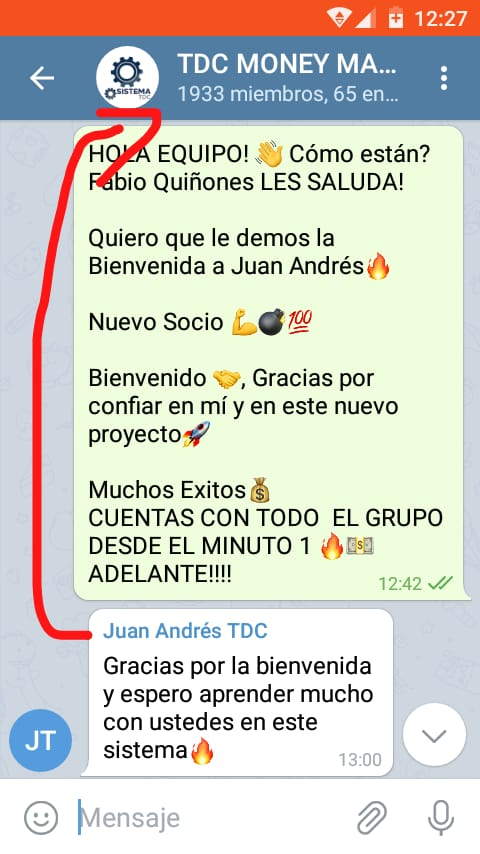 12:27
TDC MONEY MA...
1933 miembros, 65 en...
SISTEMA
TDC
HOLA EQUIPO! 👋 Cómo están?
Fabio Quiñones LES SALUDA!
Quiero que le demos la
Bienvenida a Juan Andrés🔥
Nuevo Socio 💪💣💯
Bienvenido 🤝, Gracias por
confiar en mí y en este nuevo
proyecto🚀
Muchos Exitos💰
CUENTAS CON TODO EL GRUPO
DESDE EL MINUTO 1 🔥💵
ADELANTE!!!!
12:42
Juan Andrés TDC
Gracias por la bienvenida
y espero aprender mucho
con ustedes en este
sistema🔥
13:00
JT
Mensaje